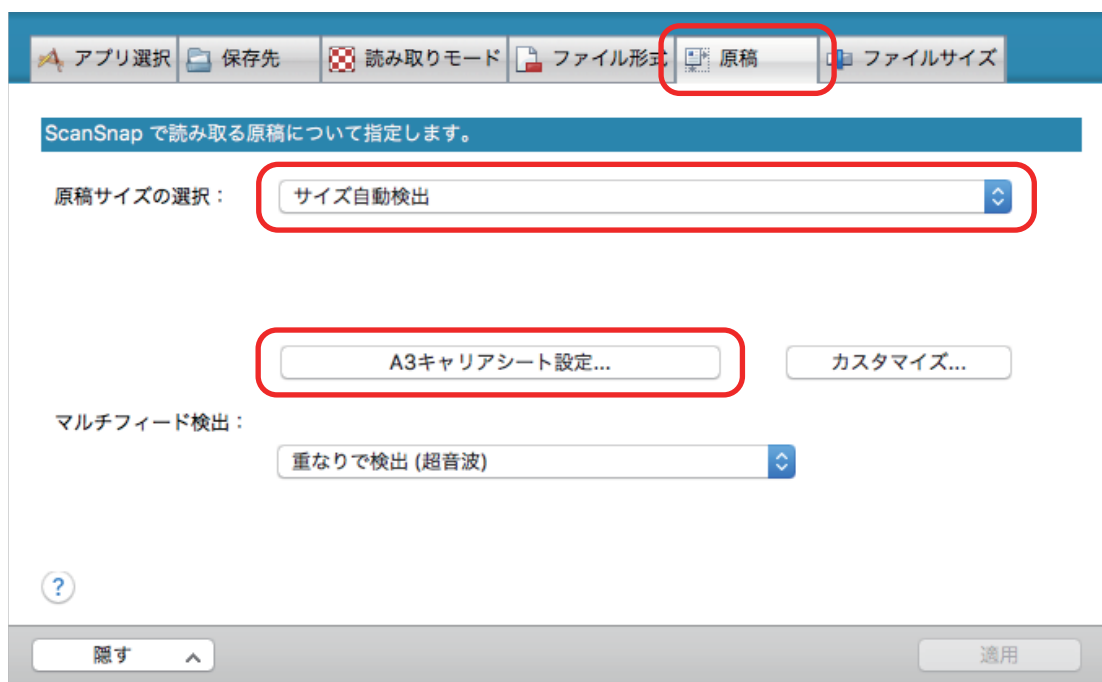 アプリ選択 保存先 読み取りモード ファイル形式 原稿 ファイルサイズ
ScanSnap で読み取る原稿について指定します。
原稿サイズの選択： サイズ自動検出
A3キャリアシート設定... カスタマイズ...
マルチフィード検出：
重なりで検出 (超音波)
?
隠す 適用